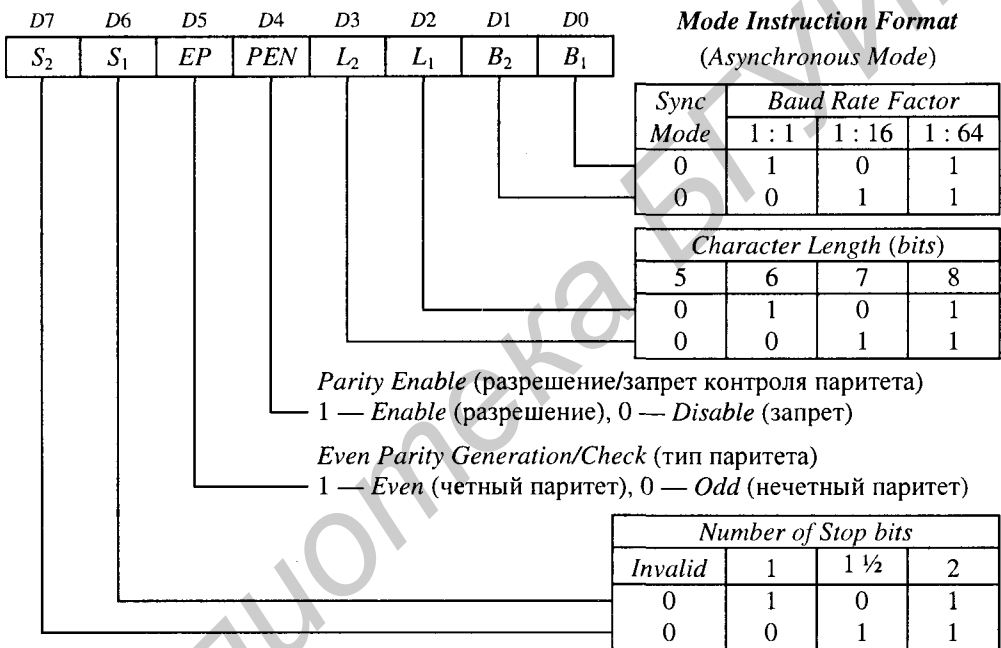 D7 D6 D5 D4 D3 D2 D1 D0
S₂ S₁ EP PEN L₂ L₁ B₂ B₁
Mode Instruction Format
(Asynchronous Mode)
Sync Mode Baud Rate Factor
1 : 1 1 : 16 1 : 64
0 1 0 1
0 0 1 1
Character Length (bits)
5 6 7 8
0 1 0 1
0 0 1 1
Parity Enable (разрешение/запрет контроля паритета)
1 — Enable (разрешение), 0 — Disable (запрет)
Even Parity Generation/Check (тип паритета)
1 — Even (четный паритет), 0 — Odd (нечетный паритет)
Number of Stop bits
Invalid 1 1 ½ 2
0 1 0 1
0 0 1 1